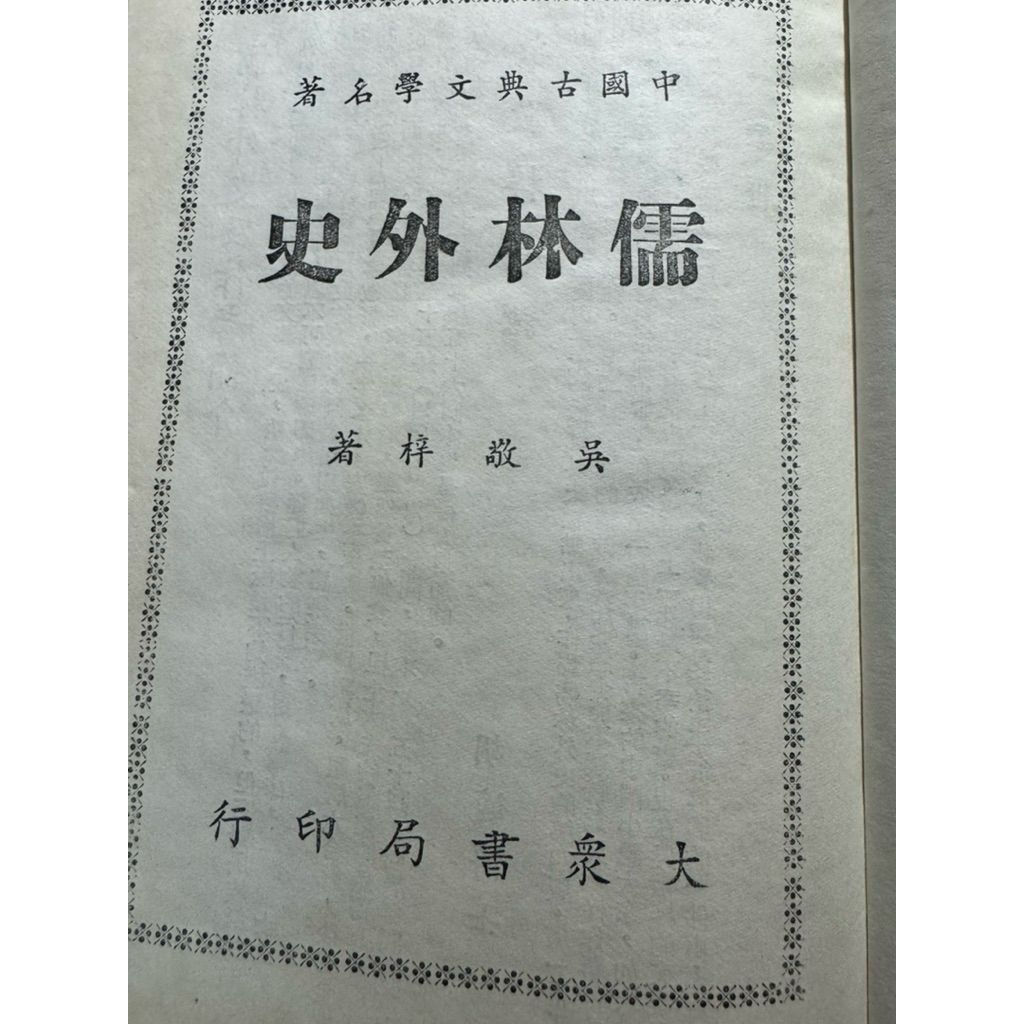 中國古典文學名著
儒林外史
吳敬梓著
大眾書局印行